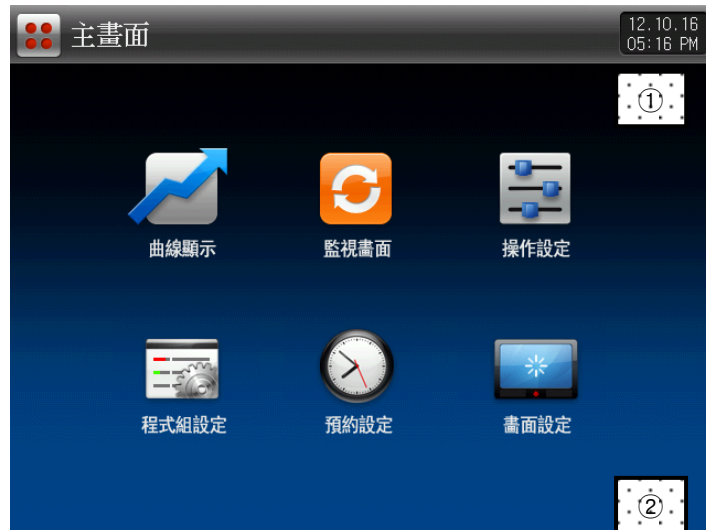 主畫面
12.10.16
05:16 PM
①
曲線顯示
監視畫面
操作設定
程式組設定
預約設定
畫面設定
②